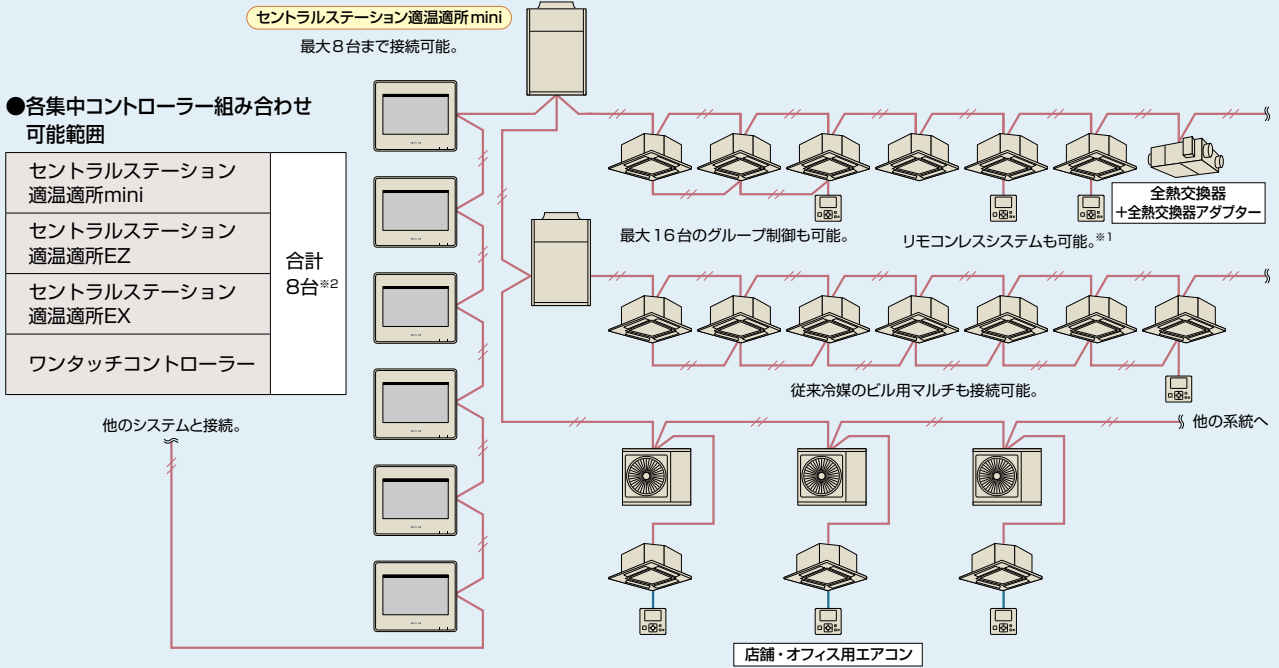 セントラルステーション適温適所mini
最大8台まで接続可能。
●各集中コントローラー組み合わせ
可能範囲
セントラルステーション
適温適所mini
セントラルステーション
適温適所EZ
セントラルステーション
適温適所EX
ワンタッチコントローラー
合計
8台※2
他のシステムと接続。
全熱交換器
+全熱交換器アダプター
最大16台のグループ制御も可能。
リモコンレスシステムも可能。※1
従来冷媒のビル用マルチも接続可能。
他の系統へ
店舗・オフィス用エアコン